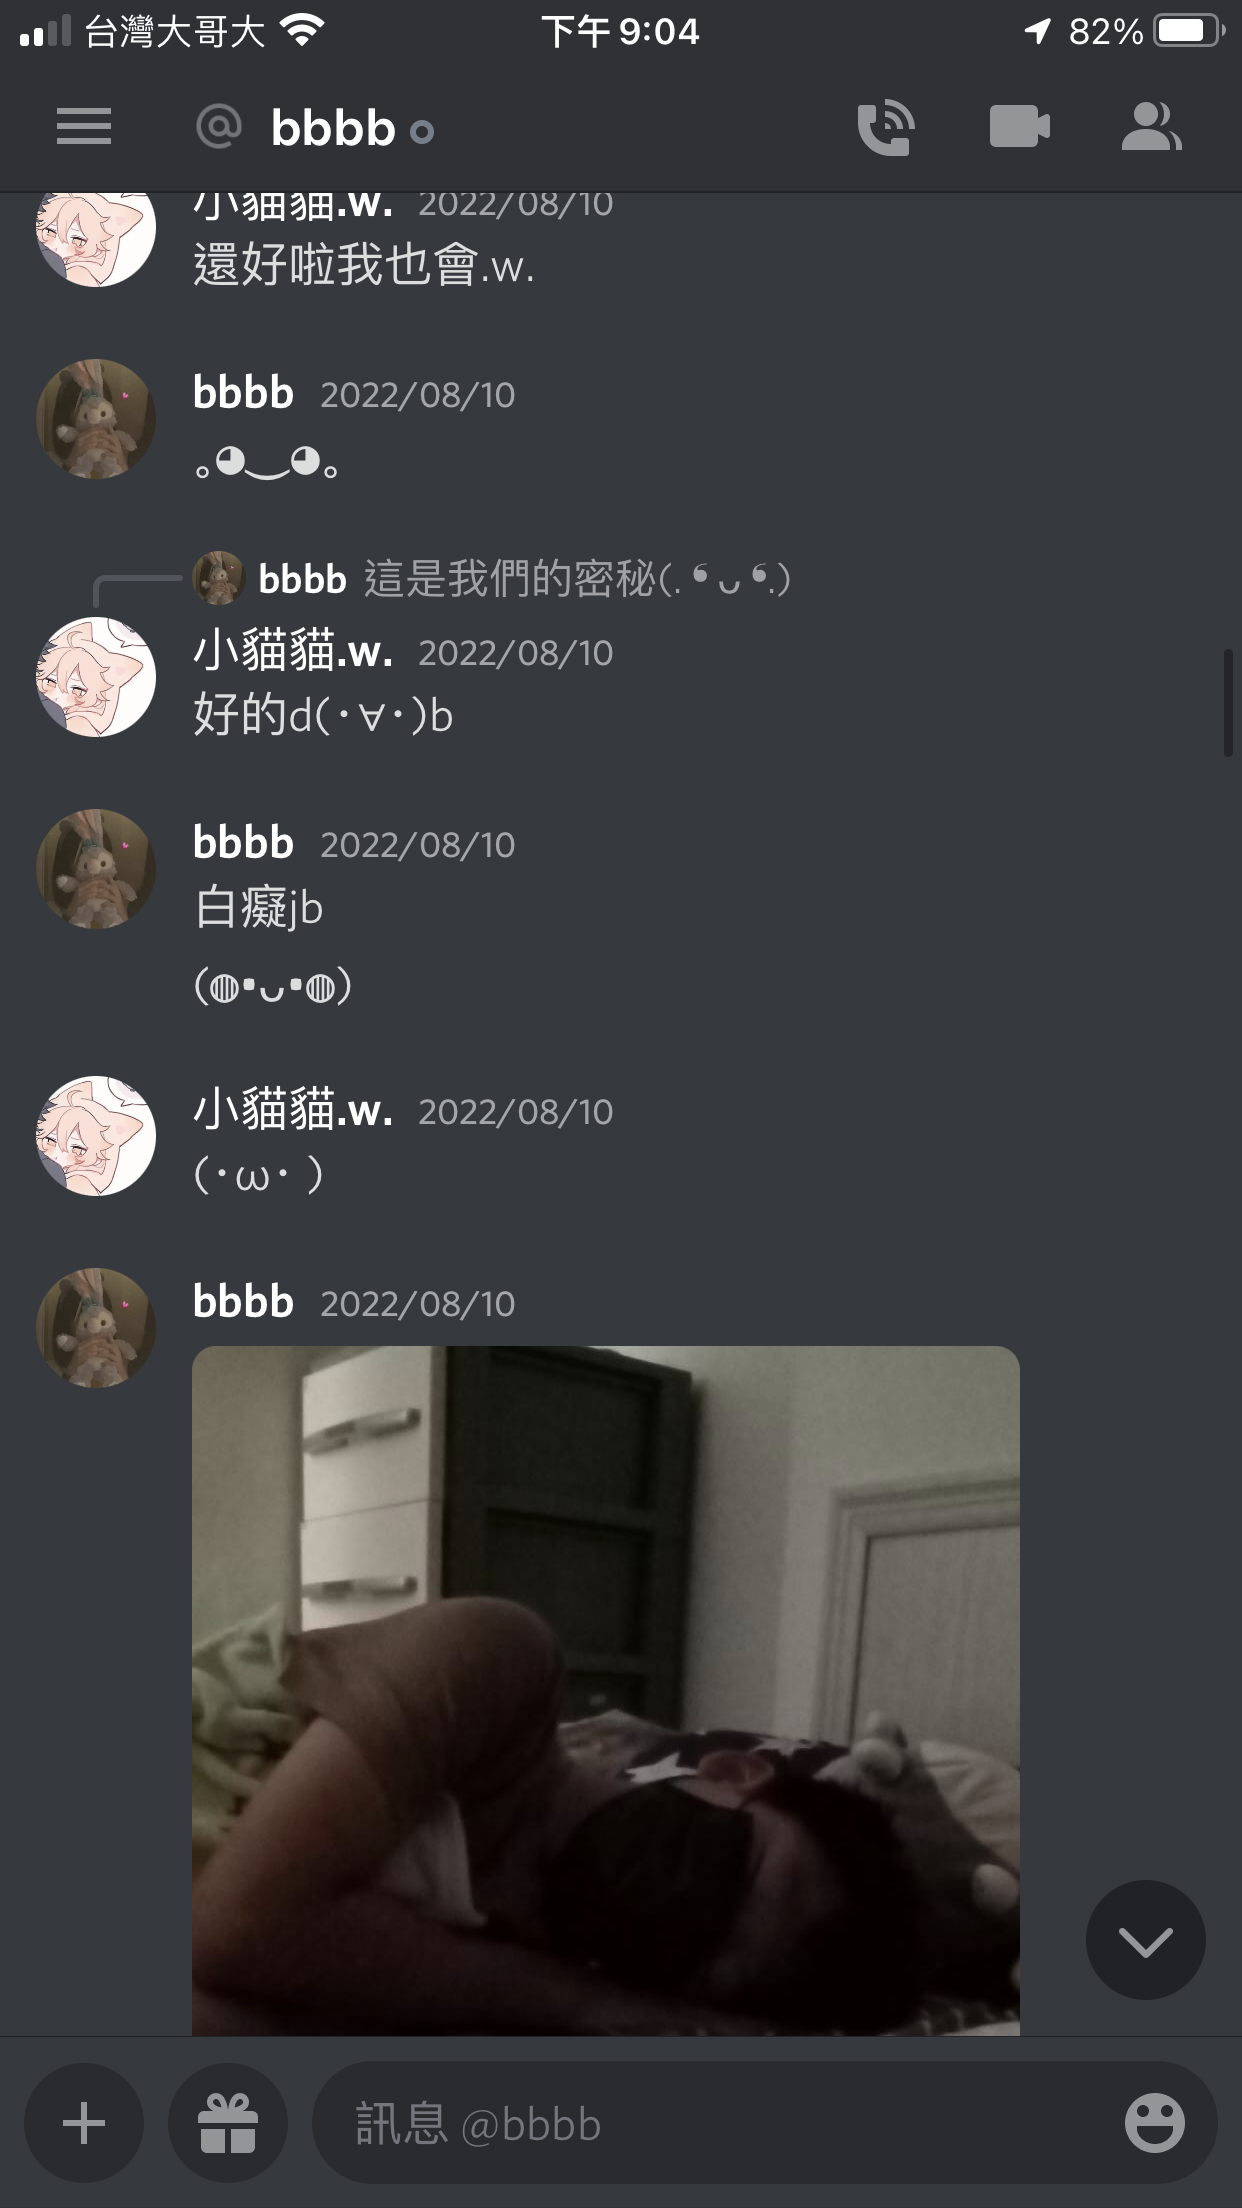 台灣大哥大 下午 9:04 82%
@ bbbb
小貓貓.w. 2022/08/10
還好啦我也會.w.
bbbb 2022/08/10
｡◕‿◕｡
bbbb 這是我們的密秘(.❛ ᴗ ❛.)
小貓貓.w. 2022/08/10
好的d(･∀･)b
bbbb 2022/08/10
白癡jb
(◍•ᴗ•◍)
小貓貓.w. 2022/08/10
(･ω･ )
bbbb 2022/08/10
訊息 @bbbb